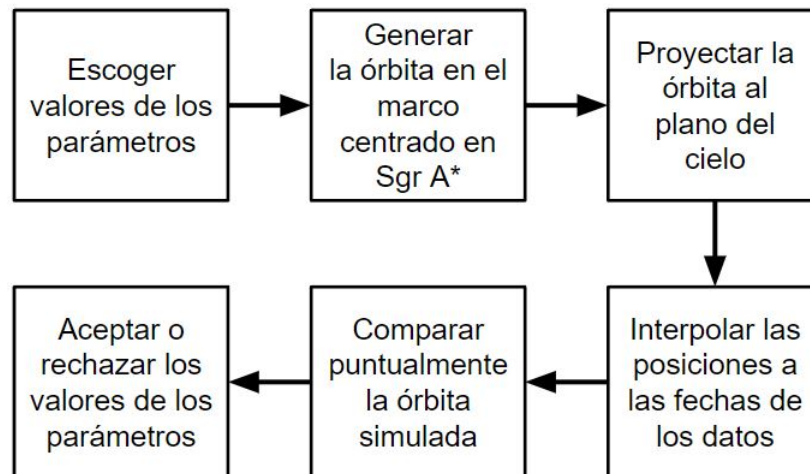 Escoger
valores de los
parámetros
Generar
la órbita en el
marco
centrado en
Sgr A*
Proyectar la
órbita al
plano del
cielo
Interpolar las
posiciones a
las fechas de
los datos
Comparar
puntualmente
la órbita
simulada
Aceptar o
rechazar los
valores de los
parámetros